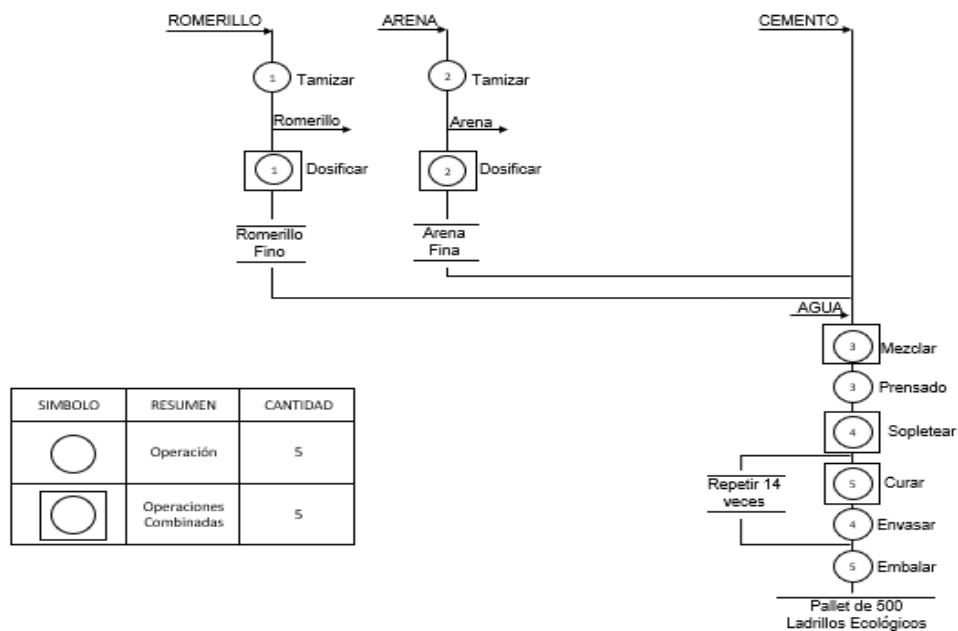 ROMERILLO
ARENA
CEMENTO
1 Tamizar
2 Tamizar
Romerillo
Arena
1 Dosificar
2 Dosificar
Romerillo
Fino
Arena
Fina
AGUA
3 Mezclar
3 Prensado
4 Sopletear
Repetir 14
veces
5 Curar
4 Envasar
5 Embalar
Pallet de 500
Ladrillos Ecológicos
SIMBOLO RESUMEN CANTIDAD
Operación 5
Operaciones
Combinadas 5